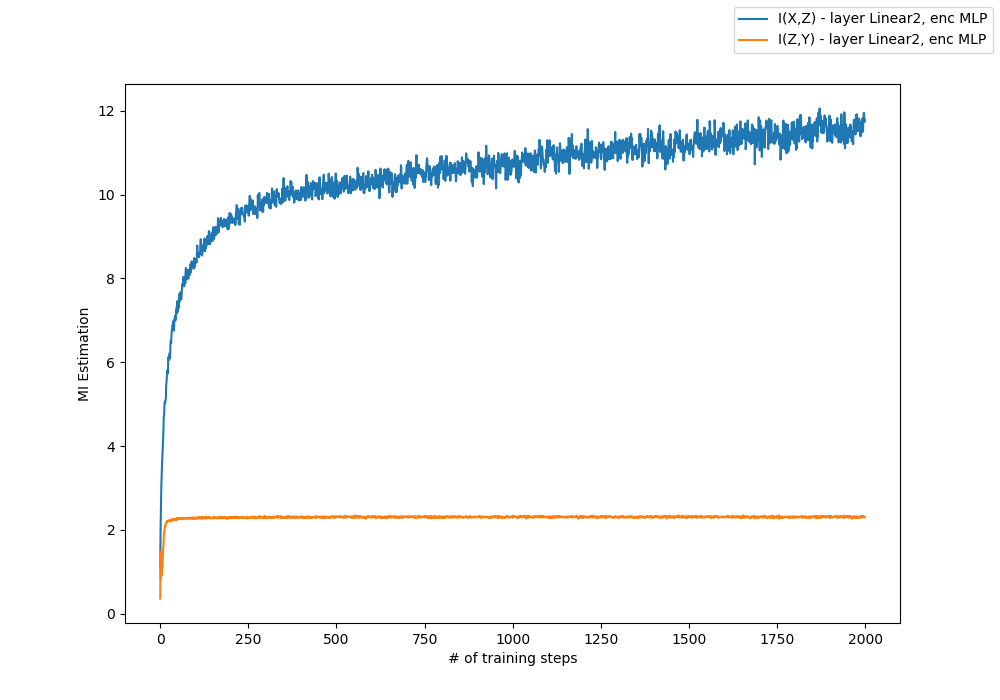 I(X,Z) - layer Linear2, enc MLP
I(Z,Y) - layer Linear2, enc MLP
12
10
8
6
4
2
0
MI Estimation
0 250 500 750 1000 1250 1500 1750 2000
# of training steps